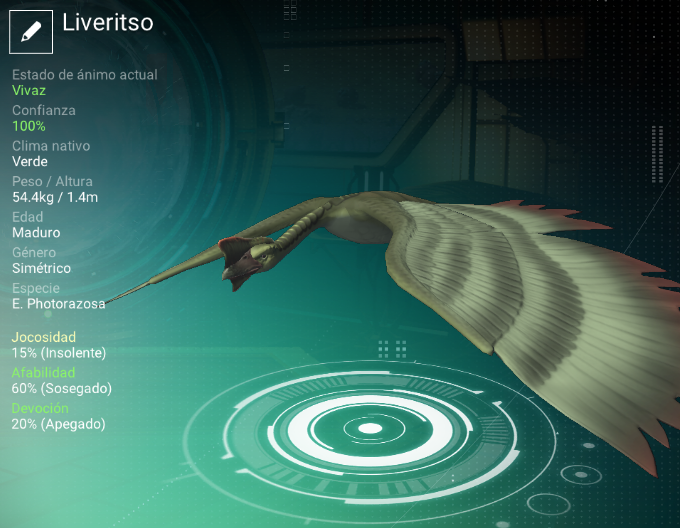 Liveritso
Estado de ánimo actual
Vivaz
Confianza
100%
Clima nativo
Verde
Peso / Altura
54.4kg / 1.4m
Edad
Maduro
Género
Simétrico
Especie
E. Photorazosa
Jocosidad
15% (Insolente)
Afabilidad
60% (Sosegado)
Devoción
20% (Apegado)